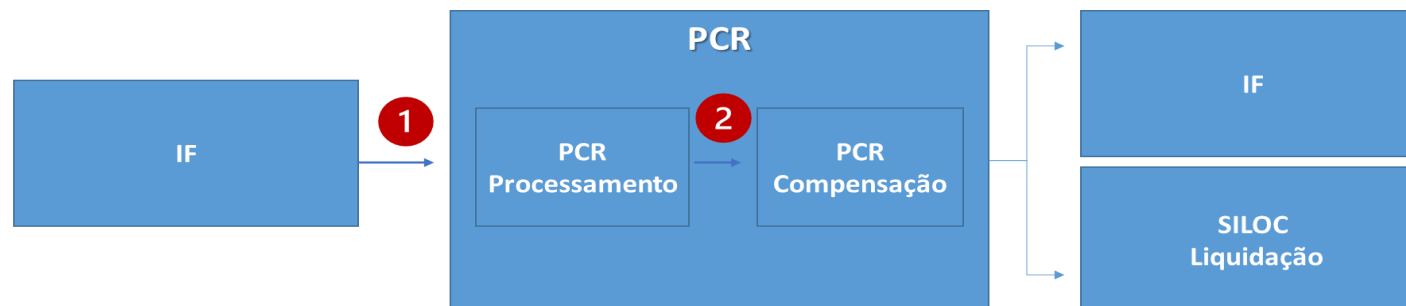 IF
1
PCR
PCR
Processamento
2
PCR
Compensação
IF
SILOC
Liquidação